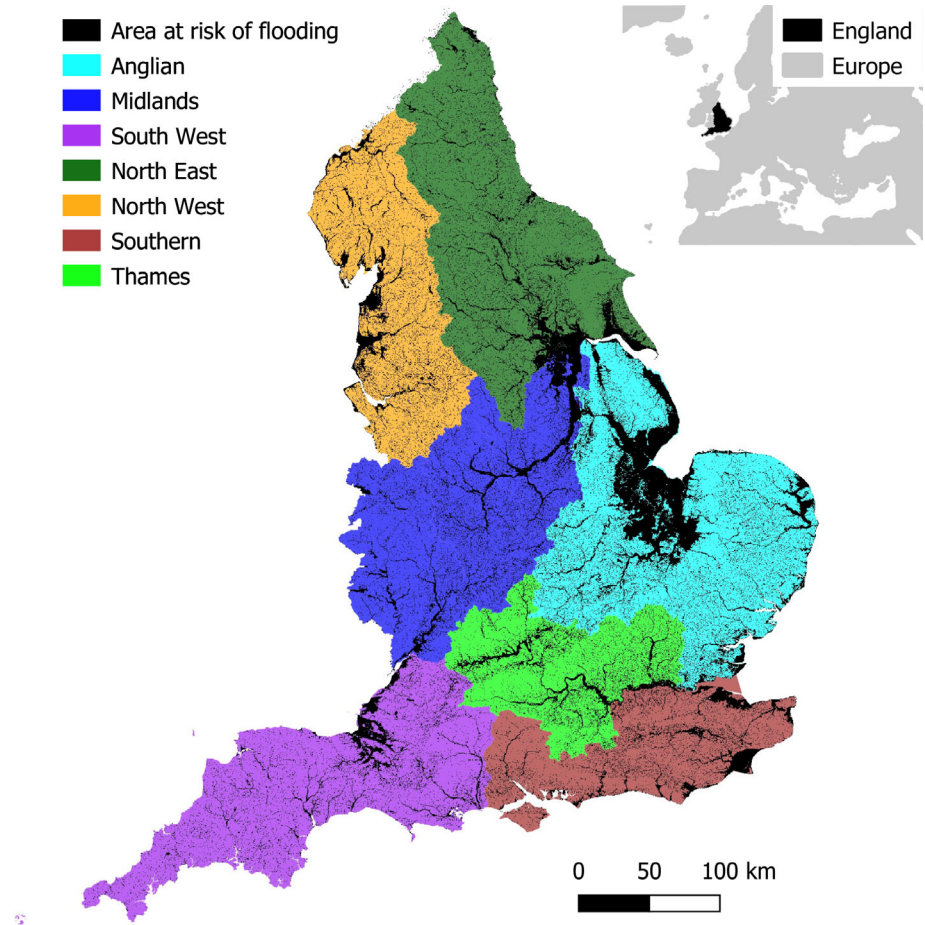 Area at risk of flooding
Anglian
Midlands
South West
North East
North West
Southern
Thames
England
Europe
0 50 100 km